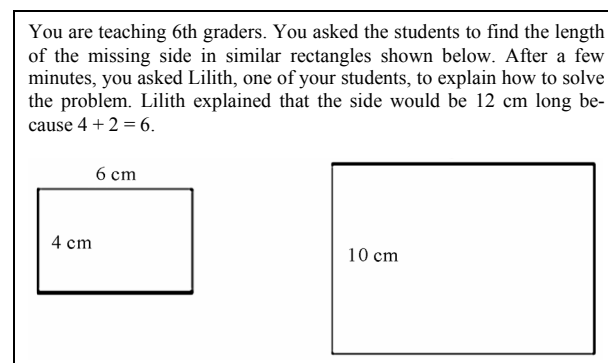 You are teaching 6th graders. You asked the students to find the length
of the missing side in similar rectangles shown below. After a few
minutes, you asked Lilith, one of your students, to explain how to solve
the problem. Lilith explained that the side would be 12 cm long be-
cause 4 + 2 = 6.
6 cm
4 cm
10 cm